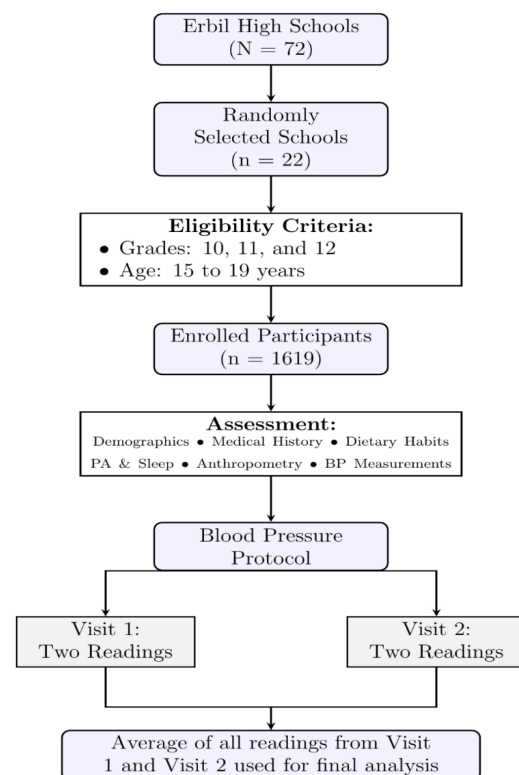 Erbil High Schools
(N = 72)
Randomly
Selected Schools
(n = 22)
Eligibility Criteria:
• Grades: 10, 11, and 12
• Age: 15 to 19 years
Enrolled Participants
(n = 1619)
Assessment:
Demographics • Medical History • Dietary Habits
PA & Sleep • Anthropometry • BP Measurements
Blood Pressure
Protocol
Visit 1:
Two Readings
Visit 2:
Two Readings
Average of all readings from Visit
1 and Visit 2 used for final analysis